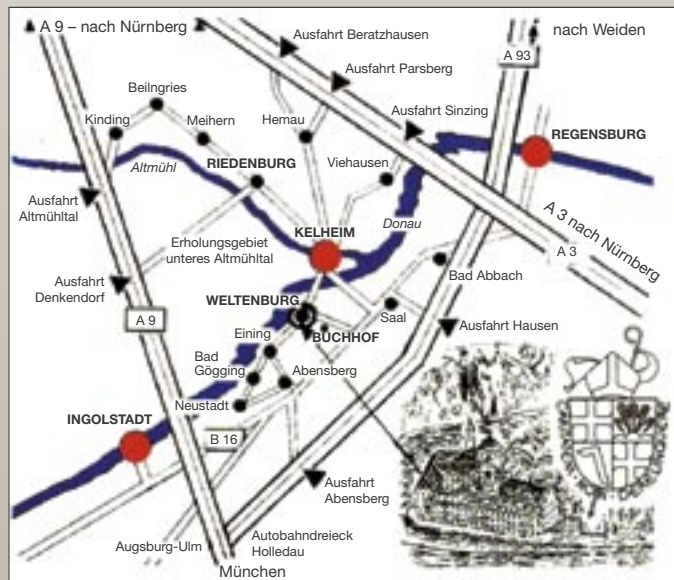 A 9 – nach Nürnberg
nach Weiden
A 93
Ausfahrt Beratzhausen
Ausfahrt Parsberg
Ausfahrt Sinzing
Beilngries
Kinding
Meihern
Hemau
REGENSBURG
Altmühl
RIEDENBURG
Viehausen
Ausfahrt
Altmühltal
Donau
A 3 nach Nürnberg
A 3
KELHEIM
Erholungsgebiet
unteres Altmühltal
Bad Abbach
Ausfahrt
Denkendorf
WELTENBURG
Saal
A 9
BUCHHOF
Ausfahrt Hausen
Eining
Bad
Gögging
Abensberg
Neustadt
INGOLSTADT
B 16
Ausfahrt
Abensberg
Augsburg-Ulm
Autobahndreieck
Holledau
München